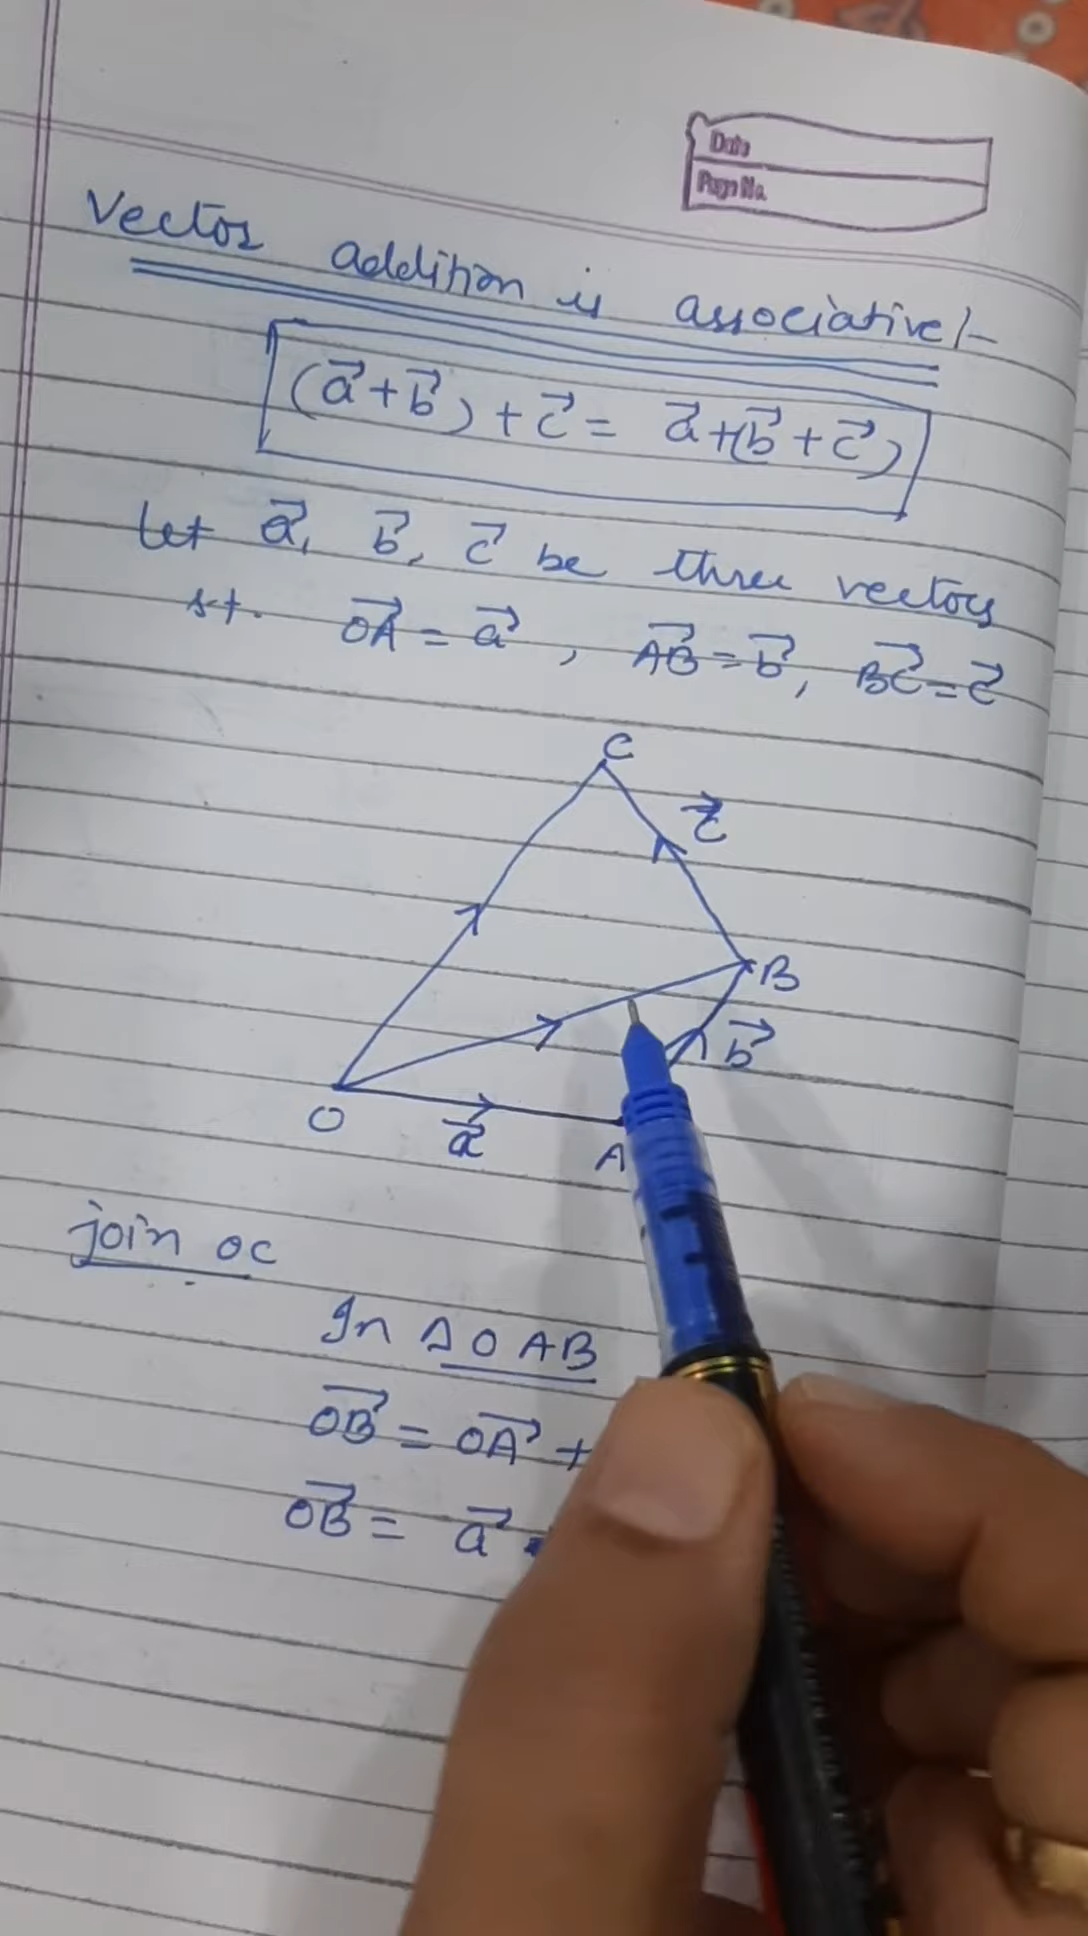 Date
Page No.
Vector addition is associative :-
(a⃗ + b⃗) + c⃗ = a⃗ + (b⃗ + c⃗)
Let a⃗, b⃗, c⃗ be three vectors
s.t. OA⃗ = a⃗, AB⃗ = b⃗, BC⃗ = c⃗
C
c⃗
B
b⃗
O
a⃗
A
join OC
In ΔOAB
OB⃗ = OA⃗ +
OB⃗ = a⃗